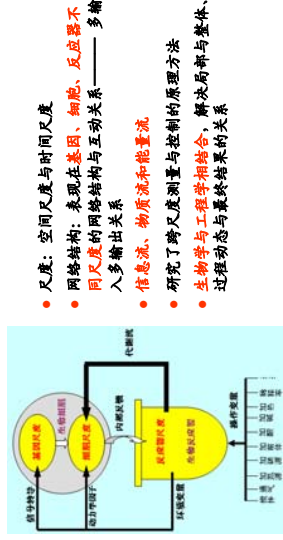 ● 尺度：空间尺度与时间尺度
● 网络结构：表现在基因、细胞、反应器不
同尺度的网络结构与互动关系—— 多输
入多输出关系
● 信息流、物质流和能量流
● 研究了跨尺度测量与控制的原理方法
● 生物学与工程学相结合，解决局部与整体、
过程动态与最终结果的关系
信号转导
基因尺度
生命组织
动力学因子
细胞尺度
代谢流
内部反馈
环境变量
反应器尺度
生物反应器
操作变量